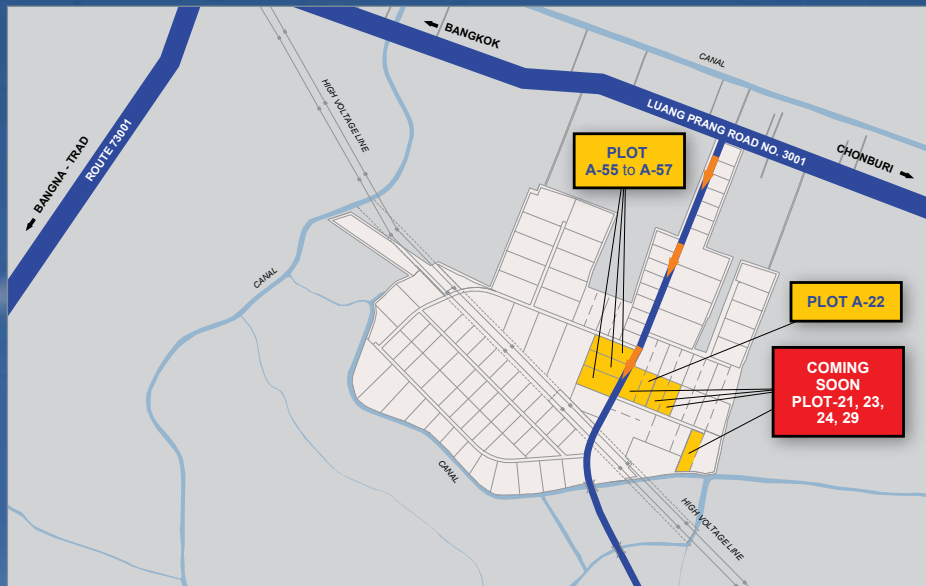 BANGKOK
CANAL
HIGH VOLTAGE LINE
LUANG PRANG ROAD NO. 3001
BANGNA - TRAD
ROUTE 73001
CHONBURI
PLOT
A-55 to A-57
CANAL
PLOT A-22
COMING
SOON
PLOT-21, 23,
24, 29
CANAL
HIGH VOLTAGE LINE